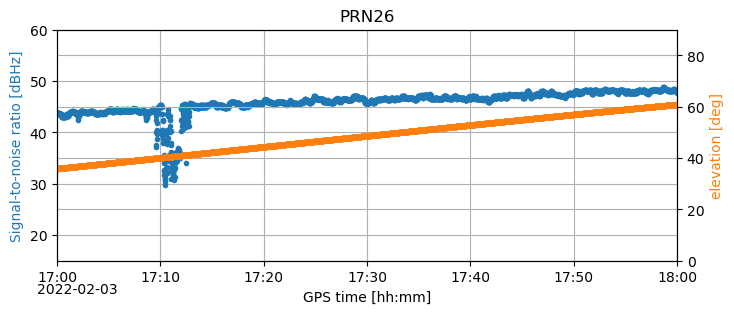 PRN26
Signal-to-noise ratio [dBHz]
60
50
40
30
20
80
60
40
20
0
elevation [deg]
17:00 17:10 17:20 17:30 17:40 17:50 18:00
2022-02-03
GPS time [hh:mm]